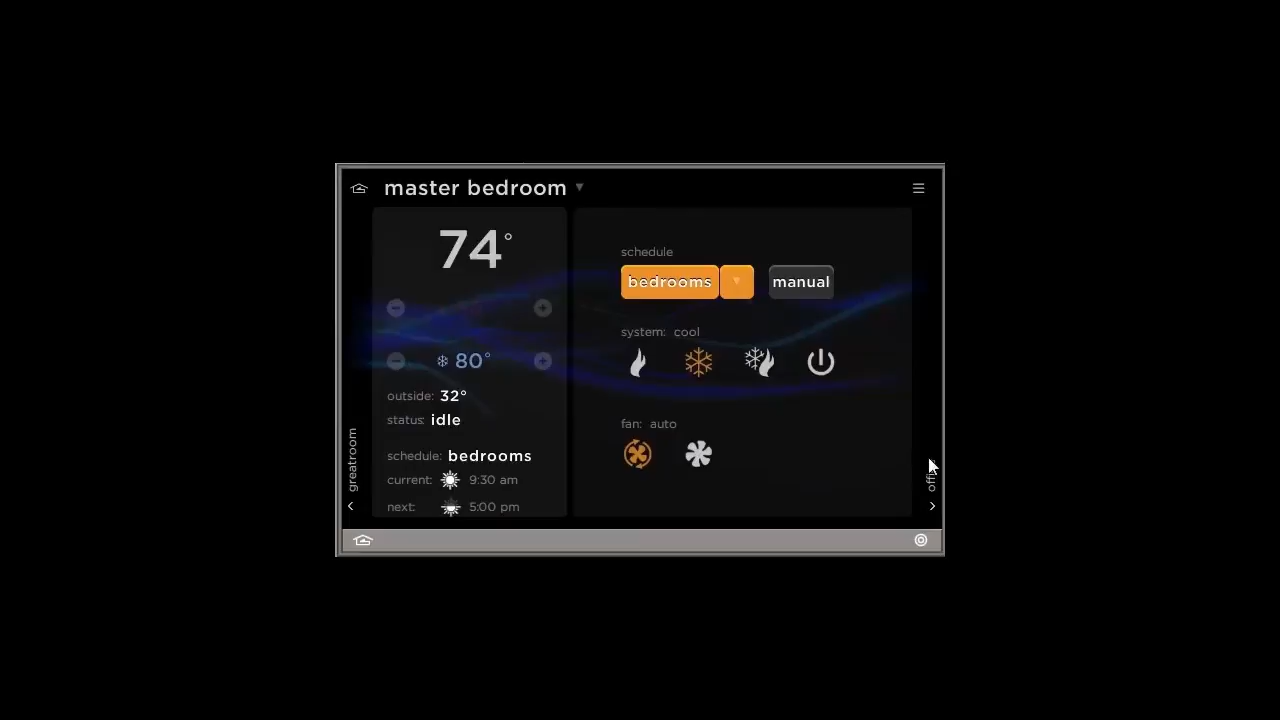 master bedroom
74°
80°
outside: 32°
status: idle
schedule: bedrooms
current: 9:30 am
next: 5:00 pm
schedule
bedrooms
manual
system: cool
fan: auto
greatroom